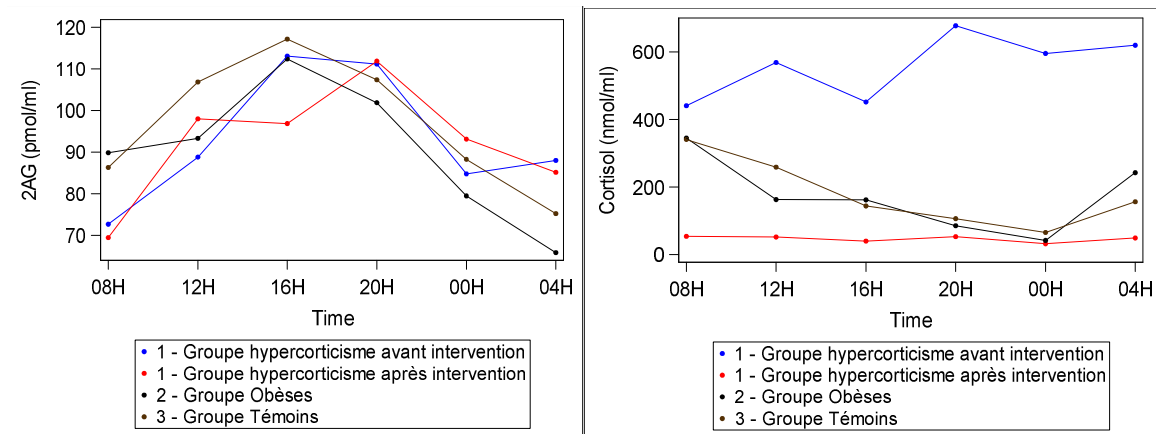 120
110
100
90
80
70
2AG (pmol/ml)
08H 12H 16H 20H 00H 04H
Time
1 - Groupe hypercorticisme avant intervention
1 - Groupe hypercorticisme après intervention
2 - Groupe Obèses
3 - Groupe Témoins
600
400
200
0
Cortisol (nmol/ml)
08H 12H 16H 20H 00H 04H
Time
1 - Groupe hypercorticisme avant intervention
1 - Groupe hypercorticisme après intervention
2 - Groupe Obèses
3 - Groupe Témoins